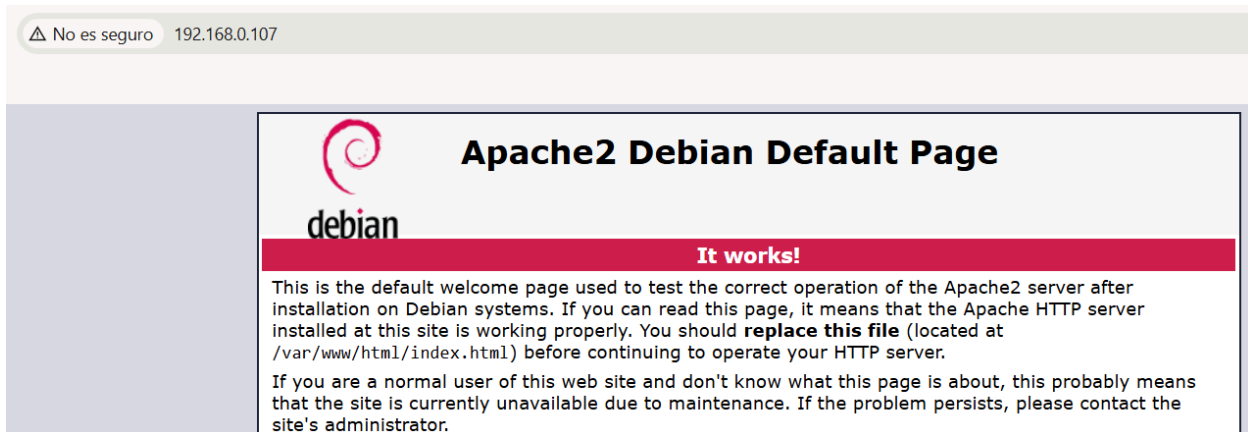 No es seguro 192.168.0.107
Apache2 Debian Default Page
debian
It works!
This is the default welcome page used to test the correct operation of the Apache2 server after
installation on Debian systems. If you can read this page, it means that the Apache HTTP server
installed at this site is working properly. You should replace this file (located at
/var/www/html/index.html) before continuing to operate your HTTP server.
If you are a normal user of this web site and don't know what this page is about, this probably means
that the site is currently unavailable due to maintenance. If the problem persists, please contact the
site's administrator.